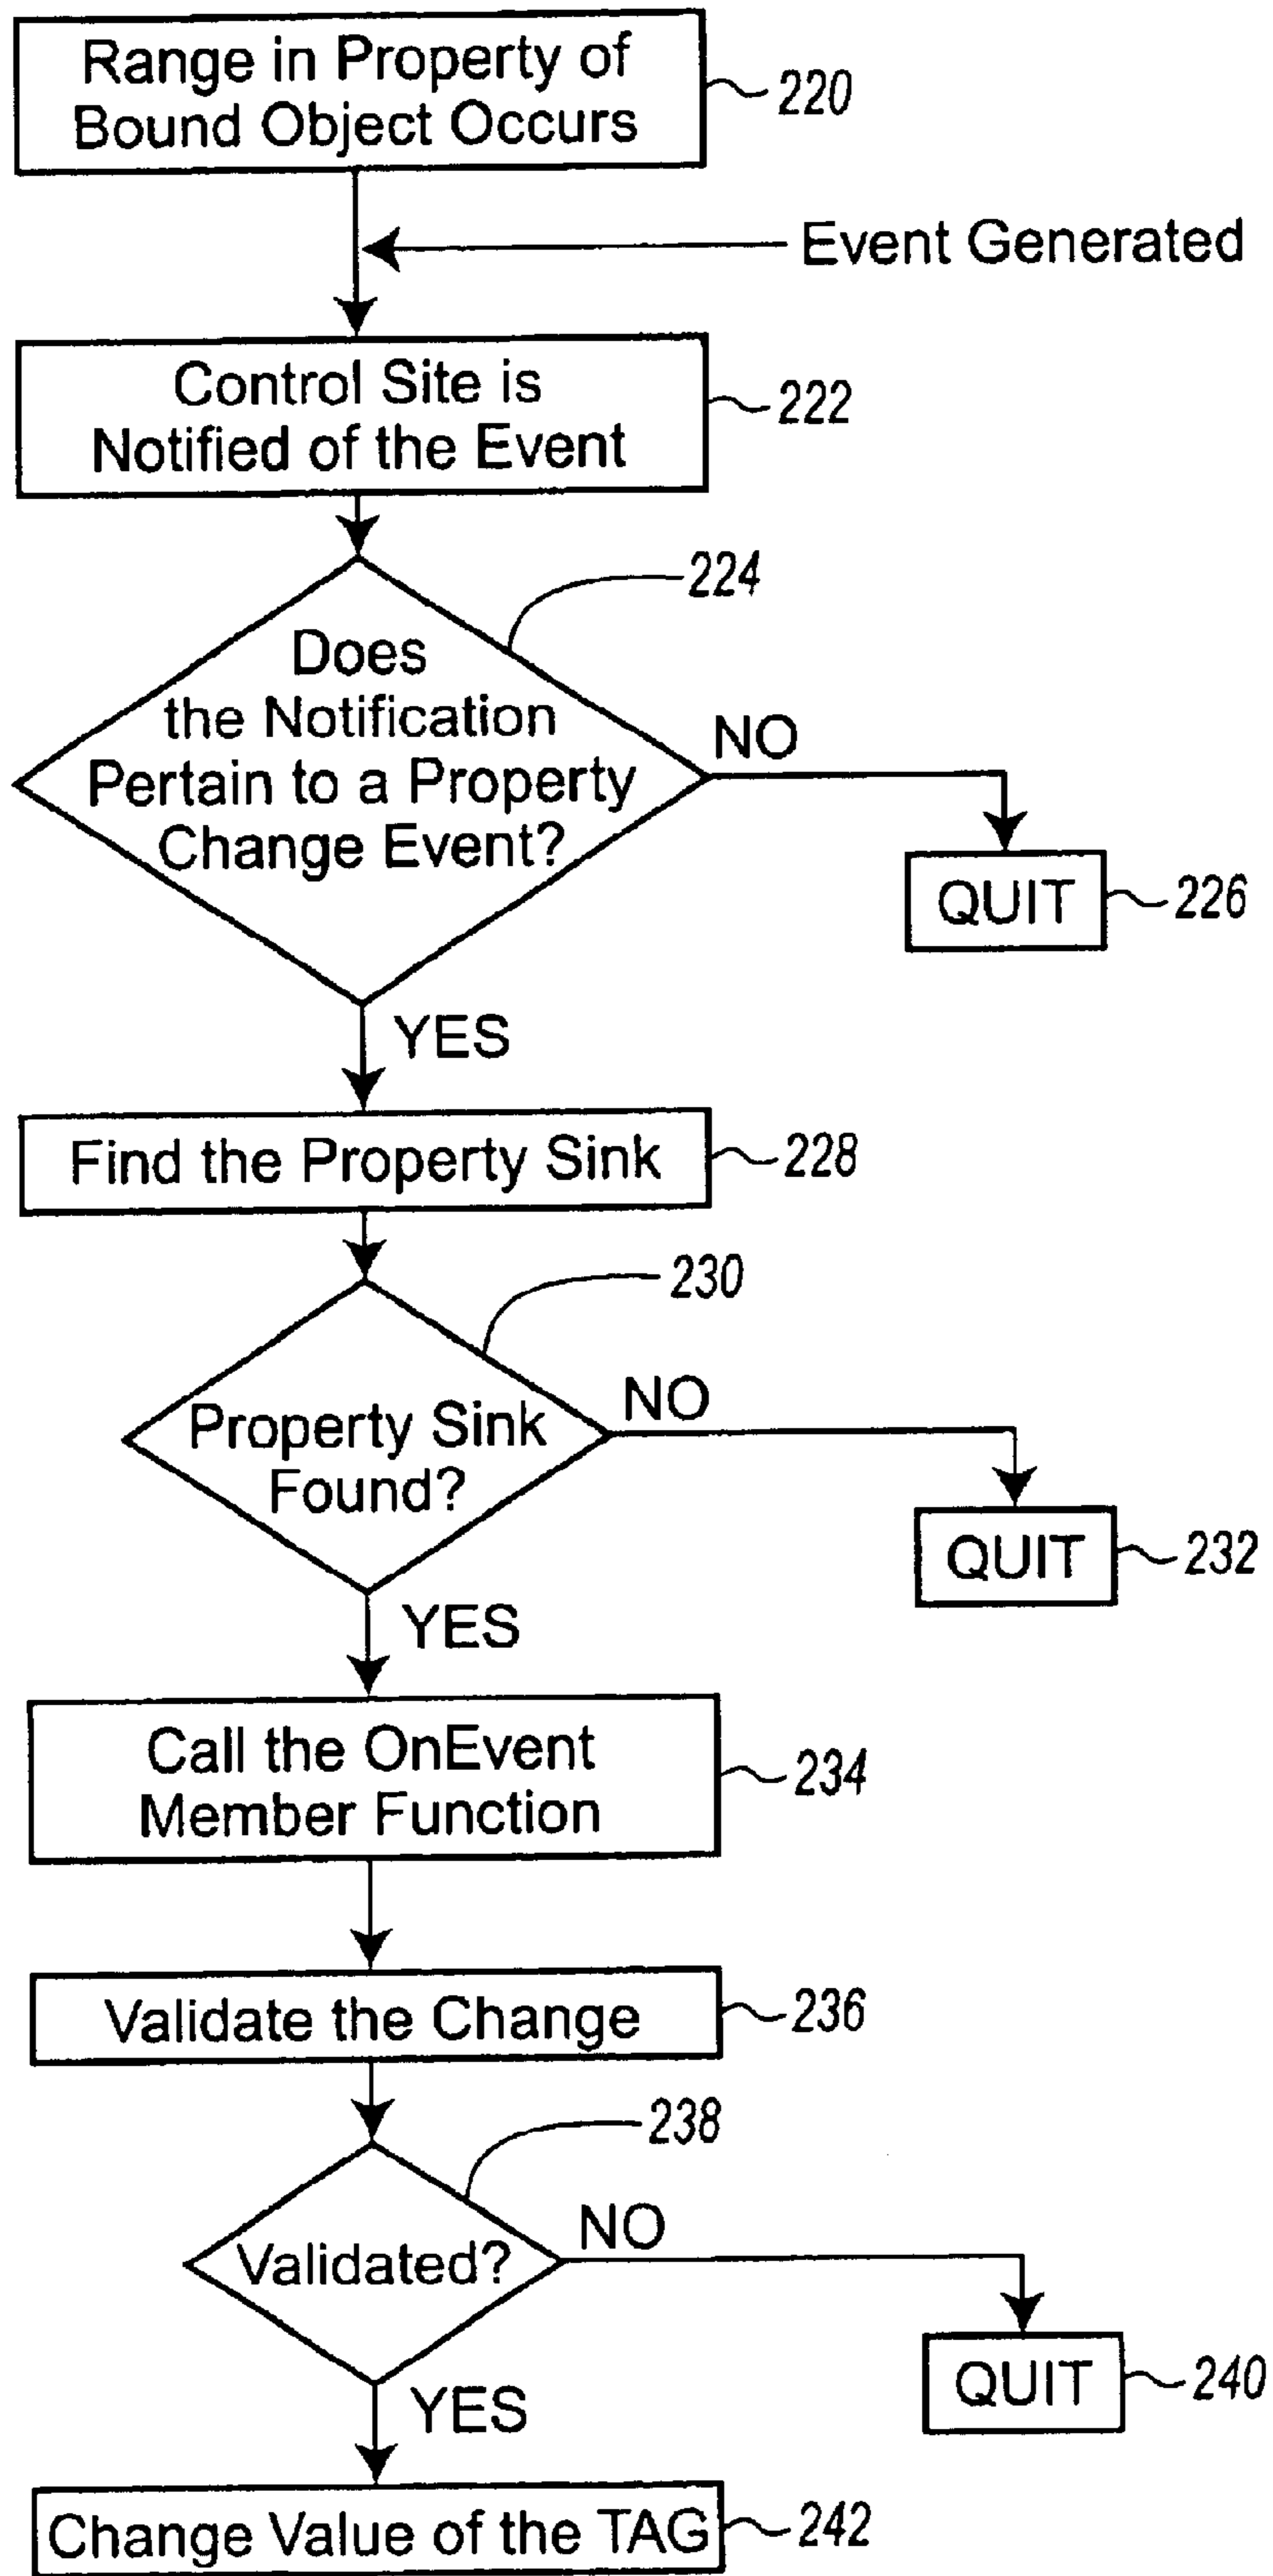 Range in Property of
Bound Object Occurs
220
Event Generated
Control Site is
Notified of the Event
222
224
Does
the Notification
Pertain to a Property
Change Event?
NO
QUIT
226
YES
Find the Property Sink
228
230
Property Sink
Found?
NO
QUIT
232
YES
Call the OnEvent
Member Function
234
Validate the Change
236
238
Validated?
NO
QUIT
240
YES
Change Value of the TAG
242